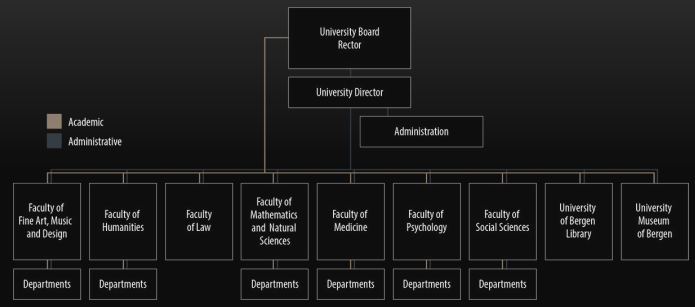 University Board
Rector
University Director
Administration
Academic
Administrative
Faculty of
Fine Art, Music
and Design
Faculty of
Humanities
Faculty
of Law
Faculty of
Mathematics
and Natural
Sciences
Faculty of
Medicine
Faculty of
Psychology
Faculty of
Social Sciences
University
of Bergen
Library
University
Museum
of Bergen
Departments
Departments
Departments
Departments
Departments
Departments